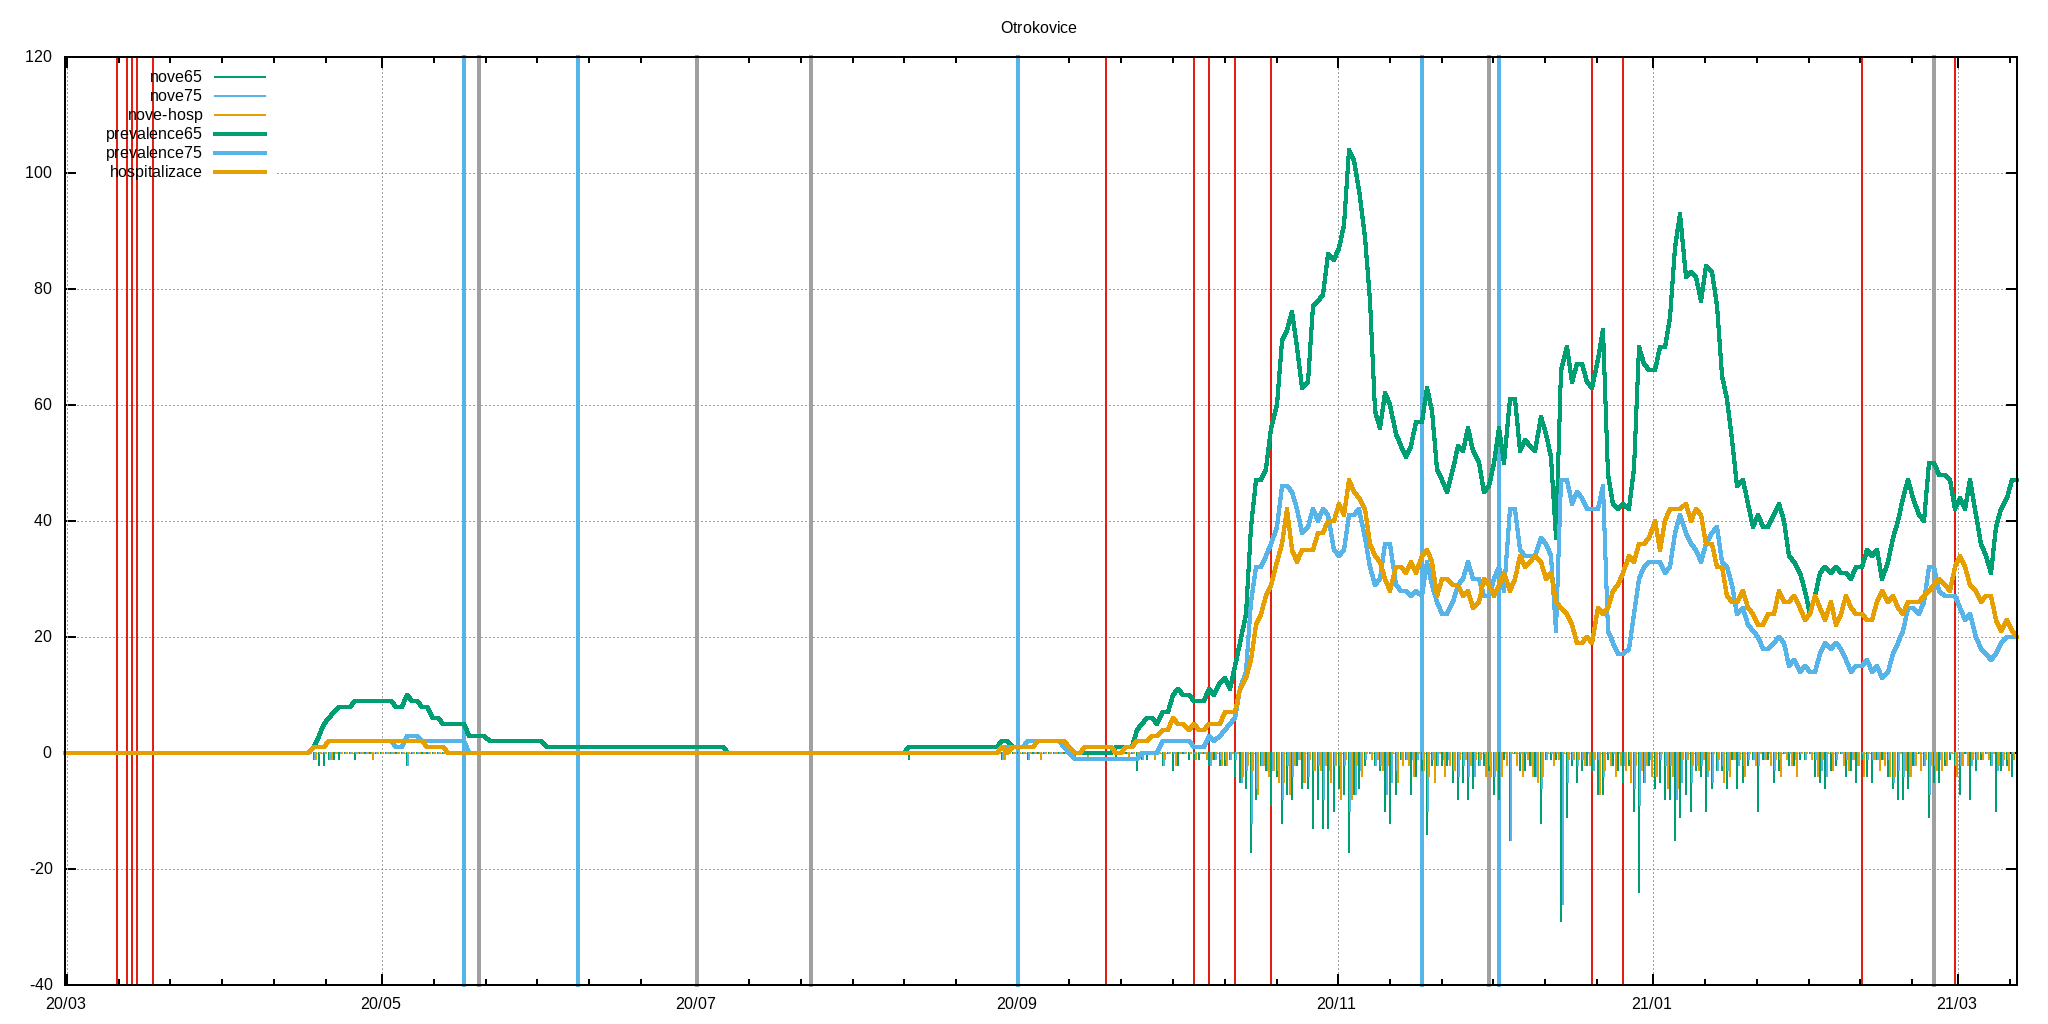 Otrokovice
120
100
80
60
40
20
0
-20
-40
nove65
nove75
nove-hosp
prevalence65
prevalence75
hospitalizace
20/03 20/05 20/07 20/09 20/11 21/01 21/03